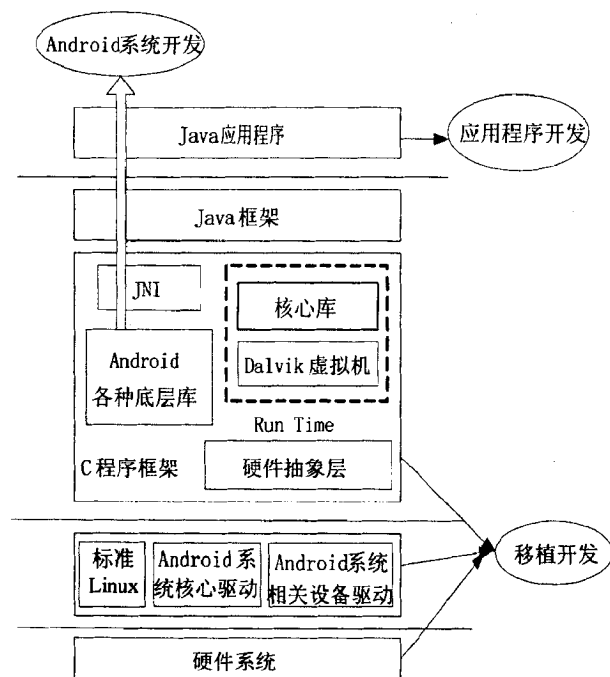 Android系统开发
Java应用程序
应用程序开发
Java框架
JNI
核心库
Android
各种底层库
Dalvik虚拟机
Run Time
C程序框架
硬件抽象层
标准
Linux
Android系
统核心驱动
Android系统
相关设备驱动
移植开发
硬件系统